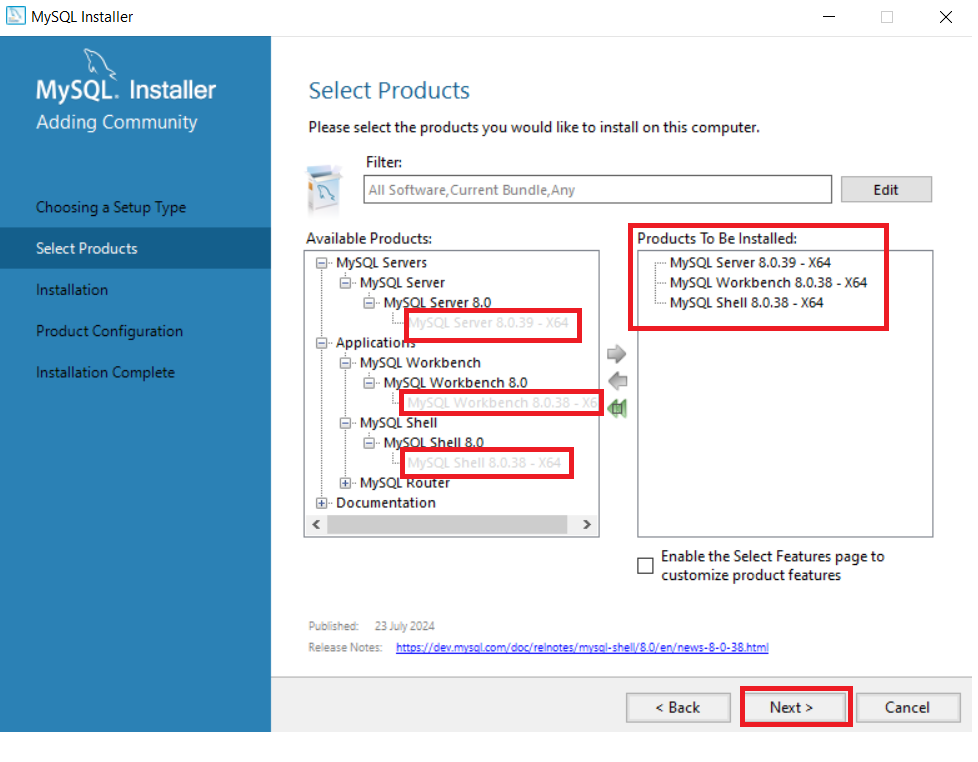 MySQL Installer
MySQL. Installer
Adding Community
Choosing a Setup Type
Select Products
Installation
Product Configuration
Installation Complete
Select Products
Please select the products you would like to install on this computer.
Filter:
All Software,Current Bundle,Any
Edit
Available Products:
MySQL Servers
MySQL Server
MySQL Server 8.0
MySQL Server 8.0.39 - X64
Applications
MySQL Workbench
MySQL Workbench 8.0
MySQL Workbench 8.0.38 - X6
MySQL Shell
MySQL Shell 8.0
MySQL Shell 8.0.38 - X64
MySQL Router
Documentation
Products To Be Installed:
MySQL Server 8.0.39 - X64
MySQL Workbench 8.0.38 - X64
MySQL Shell 8.0.38 - X64
Enable the Select Features page to
customize product features
Published: 23 July 2024
Release Notes: https://dev.mysql.com/doc/relnotes/mysql-shell/8.0/en/news-8-0-38.html
< Back
Next >
Cancel